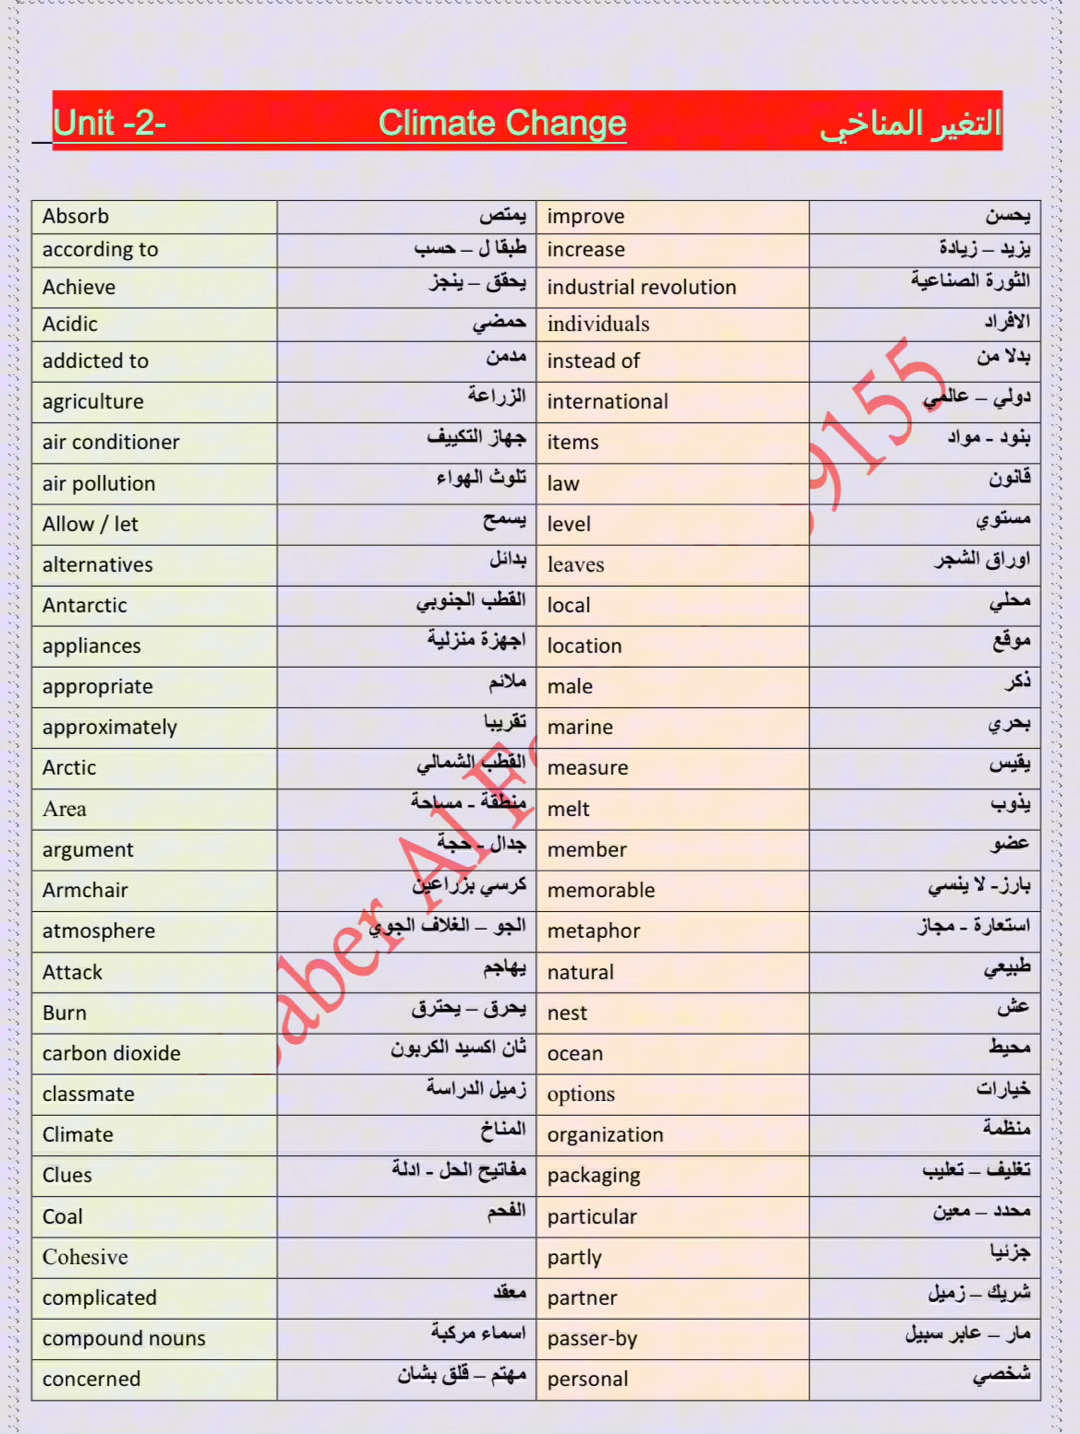 Unit -2- Climate Change التغير المناخي
Absorb يمتص improve يحسن
according to طبقا ل – حسب increase يزيد – زيادة
Achieve يحقق – ينجز industrial revolution الثورة الصناعية
Acidic حمضي individuals الافراد
addicted to مدمن instead of بدلا من
agriculture الزراعة international دولي – عالمي
air conditioner جهاز التكييف items بنود - مواد
air pollution تلوث الهواء law قانون
Allow / let يسمح level مستوي
alternatives بدائل leaves اوراق الشجر
Antarctic القطب الجنوبي local محلي
appliances اجهزة منزلية location موقع
appropriate ملائم male ذكر
approximately تقريبا marine بحري
Arctic القطب الشمالي measure يقيس
Area منطقة - مساحة melt يذوب
argument جدال - حجة member عضو
Armchair كرسي بزراعين memorable بارز- لا ينسي
atmosphere الجو – الغلاف الجوي metaphor استعارة - مجاز
Attack يهاجم natural طبيعي
Burn يحرق – يحترق nest عش
carbon dioxide ثان اكسيد الكربون ocean محيط
classmate زميل الدراسة options خيارات
Climate المناخ organization منظمة
Clues مفاتيح الحل - ادلة packaging تغليف – تعليب
Coal الفحم particular محدد – معين
Cohesive partly جزئيا
complicated معقد partner شريك – زميل
compound nouns اسماء مركبة passer-by مار – عابر سبيل
concerned مهتم – قلق بشان personal شخصي